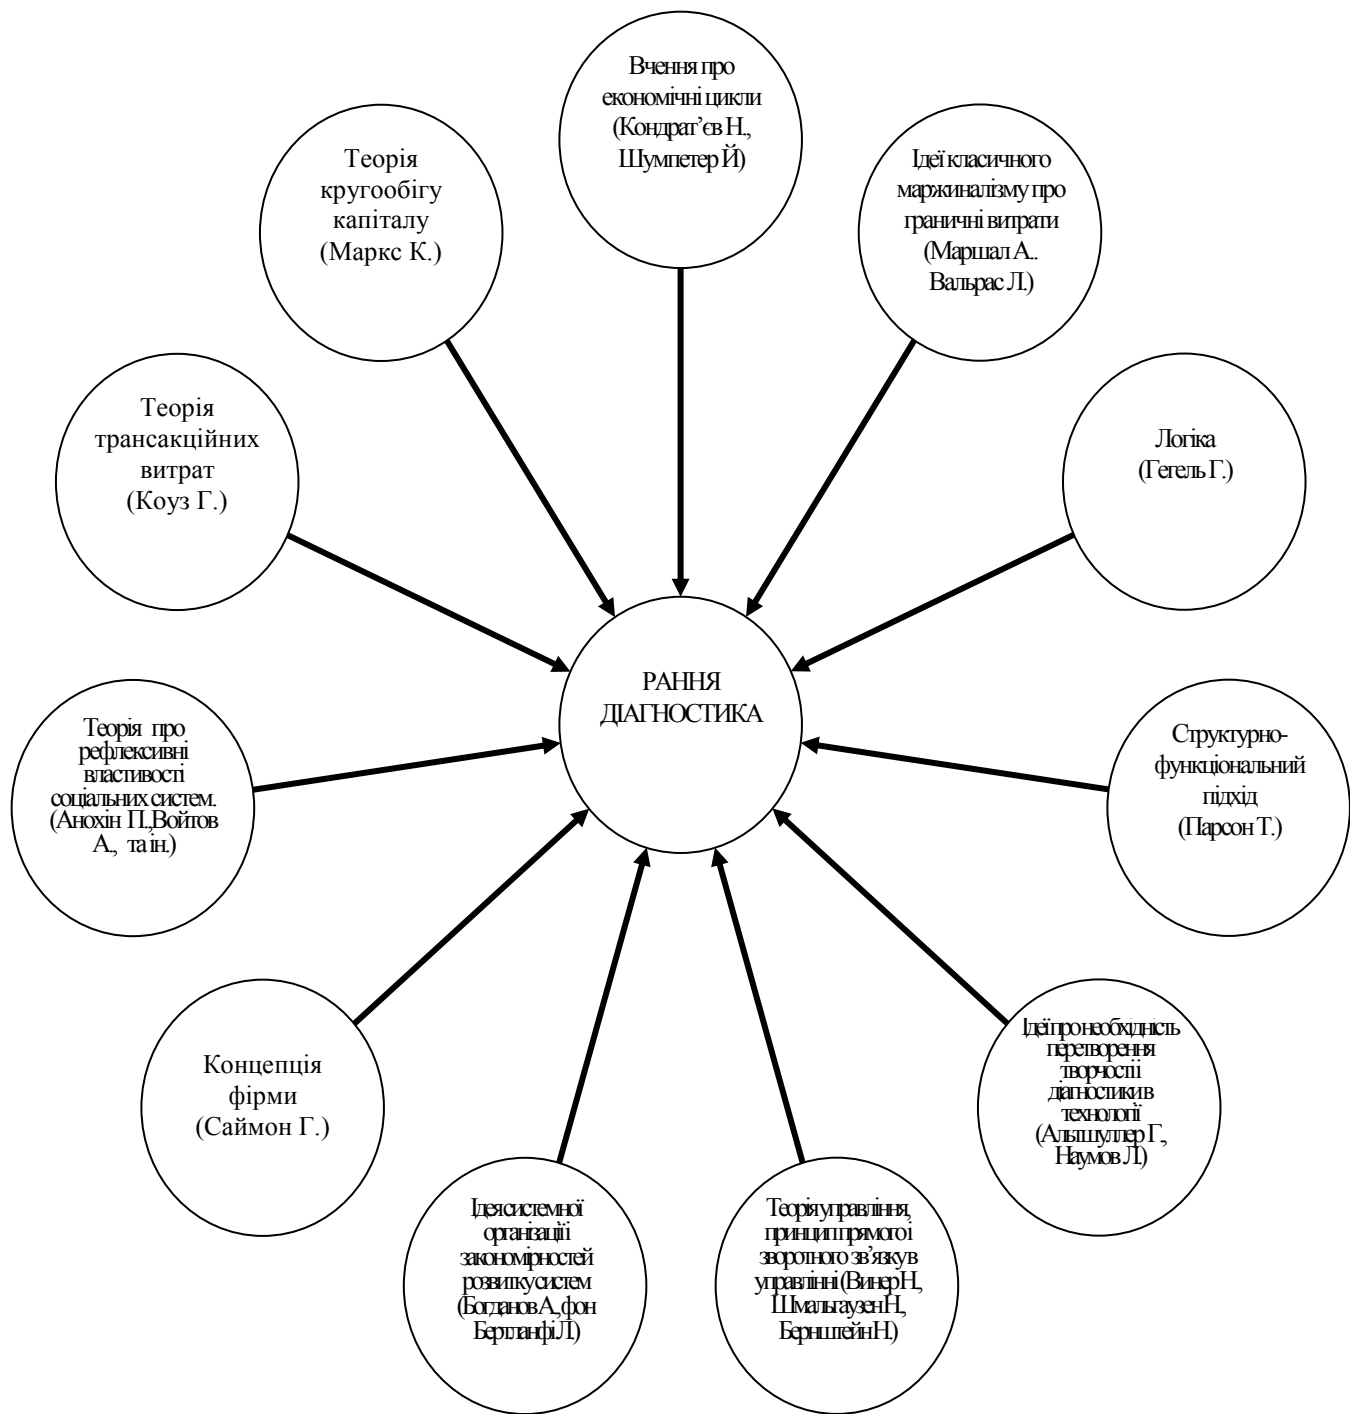 Вчення про
економічні цикли
(Кондрат’єв Н.,
Шумпетер Й)
Ідеї класичного
маржиналізму про
граничні витрати
(Маршал А..
Вальрас Л.)
Логіка
(Гегель Г.)
Структурно-
функціональний
підхід
(Парсон Т.)
Ідеї про необхідність
перетворення
творчості і
діагностики в
технології
(Альтшуллер Г.,
Наумов Л.)
Теорія управління,
принцип прямого і
зворотного зв’язку в
управлінні (Винер Н.,
Шмальгаузен Н.,
Бернштейн Н.)
Ідея системної
організації і
закономірностей
розвитку систем
(Богданов А., фон
Берталанфі Л.)
Концепція
фірми
(Саймон Г.)
Теорія про
рефлексивні
властивості
соціальних систем.
(Анохін П., Войтов
А., та ін.)
Теорія
трансакційних
витрат
(Коуз Г.)
Теорія
кругообігу
капіталу
(Маркс К.)
РАННЯ
ДІАГНОСТИКА